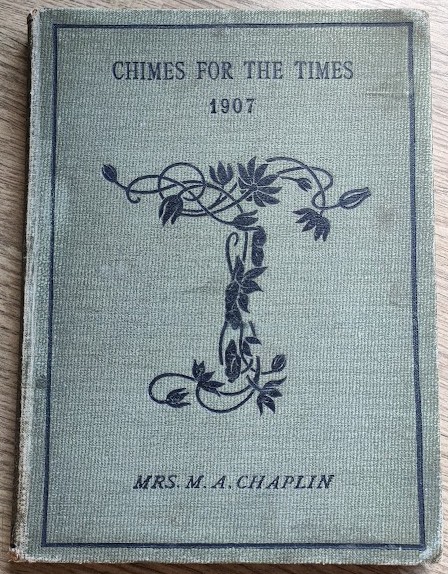 CHIMES FOR THE TIMES
1907
MRS. M. A. CHAPLIN